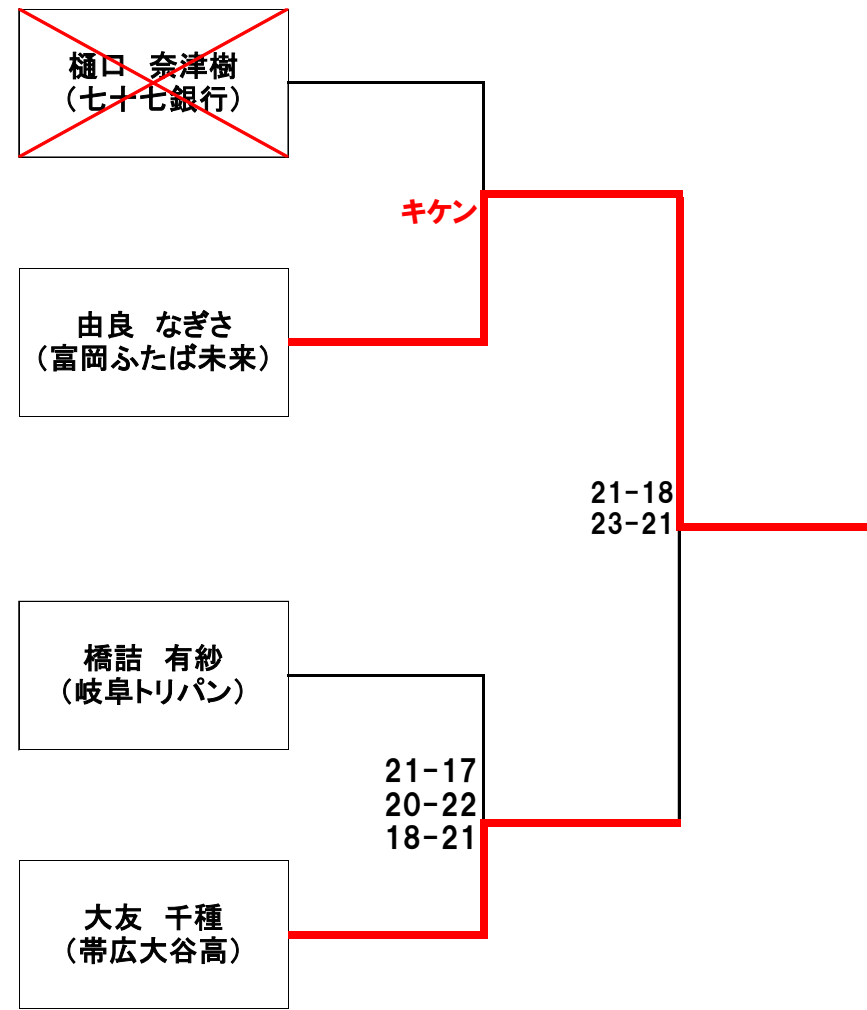 樋口　奈津樹
（七十七銀行）
キケン
由良　なぎさ
（富岡ふたば未来）
21-18
23-21
橋詰　有紗
（岐阜トリパン）
21-17
20-22
18-21
大友　千種
（帯広大谷高）